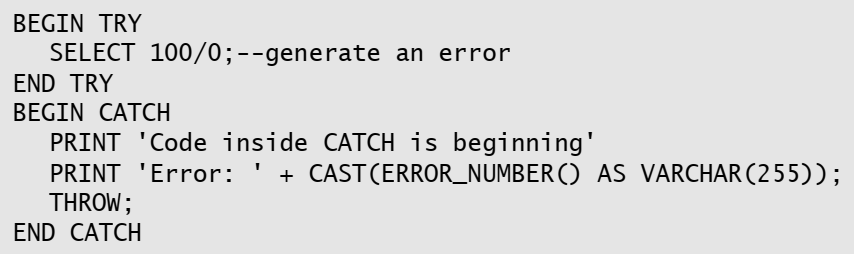 BEGIN TRY
SELECT 100/0;--generate an error
END TRY
BEGIN CATCH
PRINT 'Code inside CATCH is beginning'
PRINT 'Error: ' + CAST(ERROR_NUMBER() AS VARCHAR(255));
THROW;
END CATCH